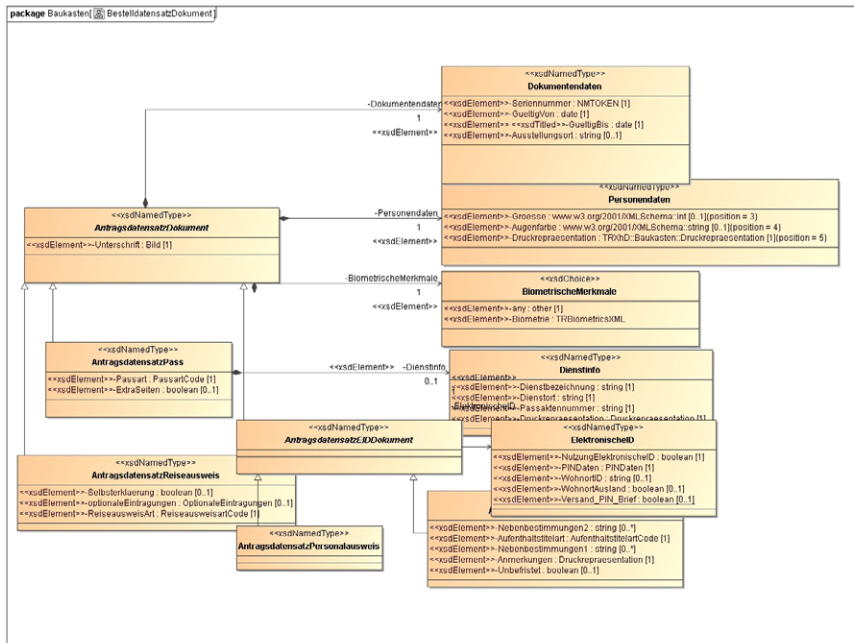 package Baukasten[ BestelldatensatzDokument]
<<xsdNamedType>>
Dokumentendaten
<<xsdElement>>-Seriennummer : NMTOKEN [1]
<<xsdElement>>-GueltigVon : date [1]
<<xsdElement>> <<xsdTitled>>-GueltigBis : date [1]
<<xsdElement>>-Ausstellungsort : string [0..1]
-Dokumentendaten
1
<<xsdElement>>
<<xsdNamedType>>
Personendaten
<<xsdElement>>-Groesse : www.w3.org/2001/XMLSchema::int [0..1](position = 3)
<<xsdElement>>-Augenfarbe : www.w3.org/2001/XMLSchema::string [0..1](position = 4)
<<xsdElement>>-Druckrepraesentation : TRXhD::Baukasten::Druckrepraesentation [1](position = 5)
-Personendaten
1
<<xsdElement>>
<<xsdNamedType>>
AntragsdatensatzDokument
<<xsdElement>>-Unterschrift : Bild [1]
-BiometrischeMerkmale
1
<<xsdElement>>
<<xsdChoice>>
BiometrischeMerkmale
<<xsdElement>>-any : other [1]
<<xsdElement>>-Biometrie : TRBiometricsXML
<<xsdNamedType>>
AntragsdatensatzPass
<<xsdElement>>-Passart : PassartCode [1]
<<xsdElement>>-ExtraSeiten : boolean [0..1]
<<xsdElement>> -Dienstinfo
0..1
<<xsdNamedType>>
Dienstinfo
<<xsdElement>>
<<xsdElement>>-Dienstbezeichnung : string [1]
1
<<xsdElement>>-Dienstort : string [1]
<<xsdElement>>-Passaktennummer : string [1]
-ElektronischeID
<<xsdElement>>-Druckrepraesentation : Druckrepraesentation [1]
<<xsdNamedType>>
AntragsdatensatzEIDDokument
<<xsdNamedType>>
ElektronischeID
<<xsdElement>>-NutzungElektronischeID : boolean [1]
<<xsdElement>>-PINDaten : PINDaten [1]
<<xsdElement>>-WohnortID : string [0..1]
<<xsdElement>>-WohnortAusland : boolean [0..1]
<<xsdElement>>-Versand_PIN_Brief : boolean [0..1]
<<xsdNamedType>>
AntragsdatensatzReiseausweis
<<xsdElement>>-Selbsterklaerung : boolean [0..1]
<<xsdElement>>-optionaleEintragungen : OptionaleEintragungen [0..1]
<<xsdElement>>-ReiseausweisArt : ReiseausweisartCode [1]
<<xsdNamedType>>
AntragsdatensatzPersonalausweis
<<xsdElement>>-Nebenbestimmungen2 : string [0..*]
<<xsdElement>>-Aufenthaltstitelart : AufenthaltstitelartCode [1]
<<xsdElement>>-Nebenbestimmungen1 : string [0..*]
<<xsdElement>>-Anmerkungen : Druckrepraesentation [1]
<<xsdElement>>-Unbefristet : boolean [0..1]